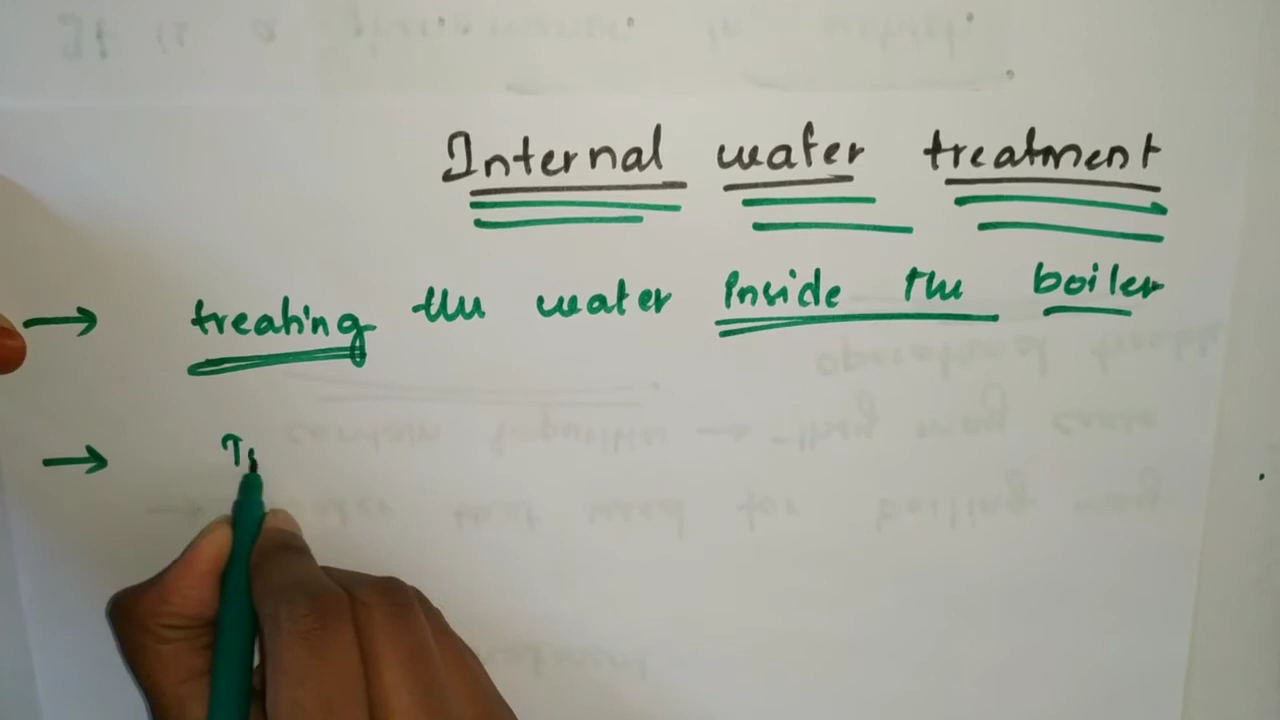 Internal water treatment
→ treating the water inside the boiler
→